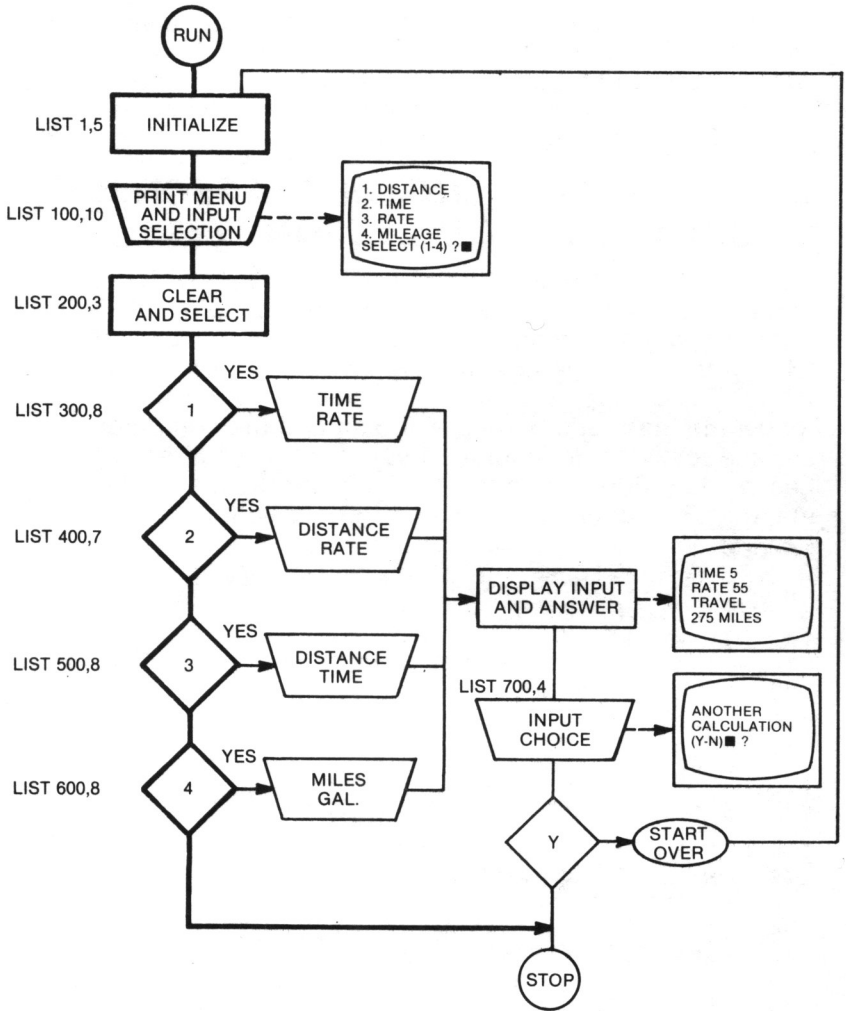 RUN
LIST 1,5
INITIALIZE
LIST 100,10
PRINT MENU
AND INPUT
SELECTION
1. DISTANCE
2. TIME
3. RATE
4. MILEAGE
SELECT (1-4) ?■
LIST 200,3
CLEAR
AND SELECT
LIST 300,8
1
YES
TIME
RATE
LIST 400,7
2
YES
DISTANCE
RATE
LIST 500,8
3
YES
DISTANCE
TIME
LIST 600,8
4
YES
MILES
GAL.
DISPLAY INPUT
AND ANSWER
TIME 5
RATE 55
TRAVEL
275 MILES
LIST 700,4
INPUT
CHOICE
ANOTHER
CALCULATION
(Y-N)■ ?
Y
START
OVER
STOP